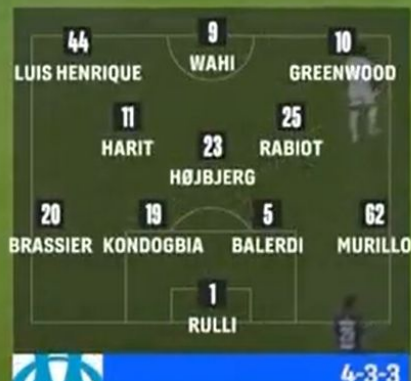 44 9 10
LUIS HENRIQUE WAHI GREENWOOD
11 25
HARIT RABIOT
23
HØJBJERG
20 19 5 62
BRASSIER KONDOGBIA BALERDI MURILLO
1
RULLI
4-3-3